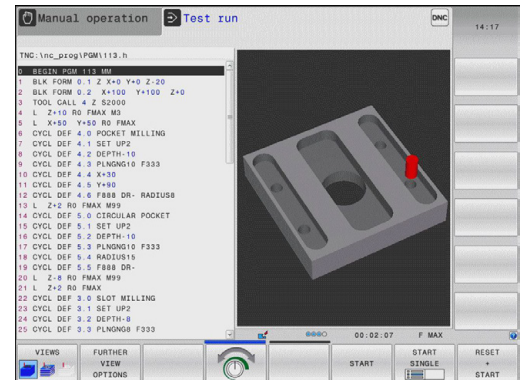 Manual operation
Test run
DNC
14:17
TNC:\nc_prog\PGM\113.h
0 BEGIN PGM 113 MM
1 BLK FORM 0.1 Z X+0 Y+0 Z-20
2 BLK FORM 0.2 X+100 Y+100 Z+0
3 TOOL CALL 4 Z S2000
4 L Z+10 R0 FMAX M3
5 L X+50 Y+50 R0 FMAX
6 CYCL DEF 4.0 POCKET MILLING
7 CYCL DEF 4.1 SET UP2
8 CYCL DEF 4.2 DEPTH-10
9 CYCL DEF 4.3 PLNGNG10 F333
10 CYCL DEF 4.4 X+30
11 CYCL DEF 4.5 Y+90
12 CYCL DEF 4.6 F888 DR- RADIUS8
13 L Z+2 R0 FMAX M99
14 CYCL DEF 5.0 CIRCULAR POCKET
15 CYCL DEF 5.1 SET UP2
16 CYCL DEF 5.2 DEPTH-10
17 CYCL DEF 5.3 PLNGNG10 F333
18 CYCL DEF 5.4 RADIUS15
19 CYCL DEF 5.5 F888 DR-
20 L Z-8 R0 FMAX M99
21 L Z+2 R0 FMAX
22 CYCL DEF 3.0 SLOT MILLING
23 CYCL DEF 3.1 SET UP2
24 CYCL DEF 3.2 DEPTH-8
25 CYCL DEF 3.3 PLNGNG8 F333
00:02:07 F MAX
VIEWS
FURTHER
VIEW
OPTIONS
START
START
SINGLE
RESET
+
START